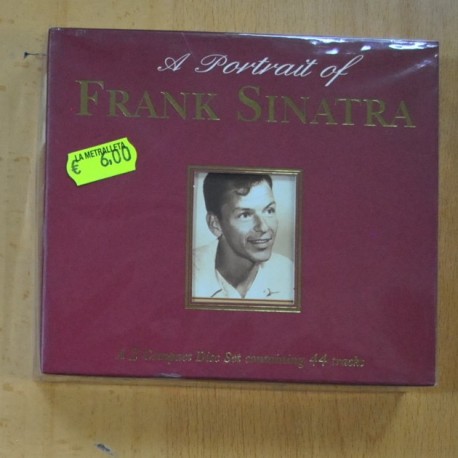 A Portrait of
FRANK SINATRA
LA METRALLETA
€ 6,00
A 2 Compact Disc Set containing 44 tracks